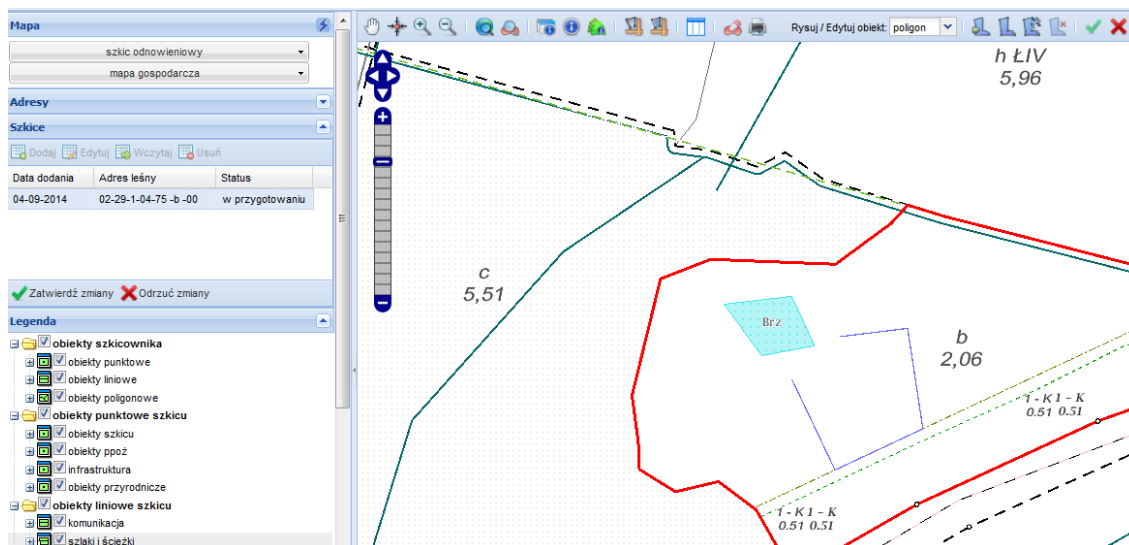 Mapa
szkic odnowieniowy
mapa gospodarcza
Adresy
Szkice
Dodaj Edytuj Wczytaj Usuń
Data dodania Adres leśny Status
04-09-2014 02-29-1-04-75 -b -00 w przygotowaniu
Zatwierdź zmiany Odrzuć zmiany
Legenda
obiekty szkicownika
obiekty punktowe
obiekty liniowe
obiekty poligonowe
obiekty punktowe szkicu
obiekty szkicu
obiekty ppoż
infrastruktura
obiekty przyrodnicze
obiekty liniowe szkicu
komunikacja
szlaki i ścieżki
Rysuj / Edytuj obiekt: poligon
h ŁIV
5,96
c
5,51
Brz
b
2,06
1 - K 1 - K
0.51 0.51
1 - K 1 - K
0.51 0.51